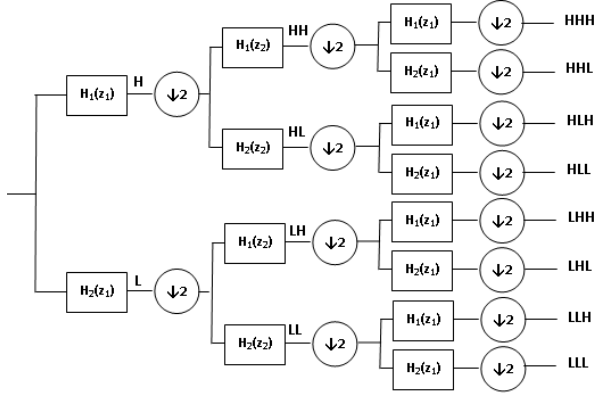 H₁(z₁) H ↓2 H₁(z₂) HH ↓2 H₁(z₁) ↓2 HHH
H₂(z₁) ↓2 HHL
H₂(z₂) HL ↓2 H₁(z₁) ↓2 HLH
H₂(z₁) ↓2 HLL
H₂(z₁) L ↓2 H₁(z₂) LH ↓2 H₁(z₁) ↓2 LHH
H₂(z₁) ↓2 LHL
H₂(z₂) LL ↓2 H₁(z₁) ↓2 LLH
H₂(z₁) ↓2 LLL